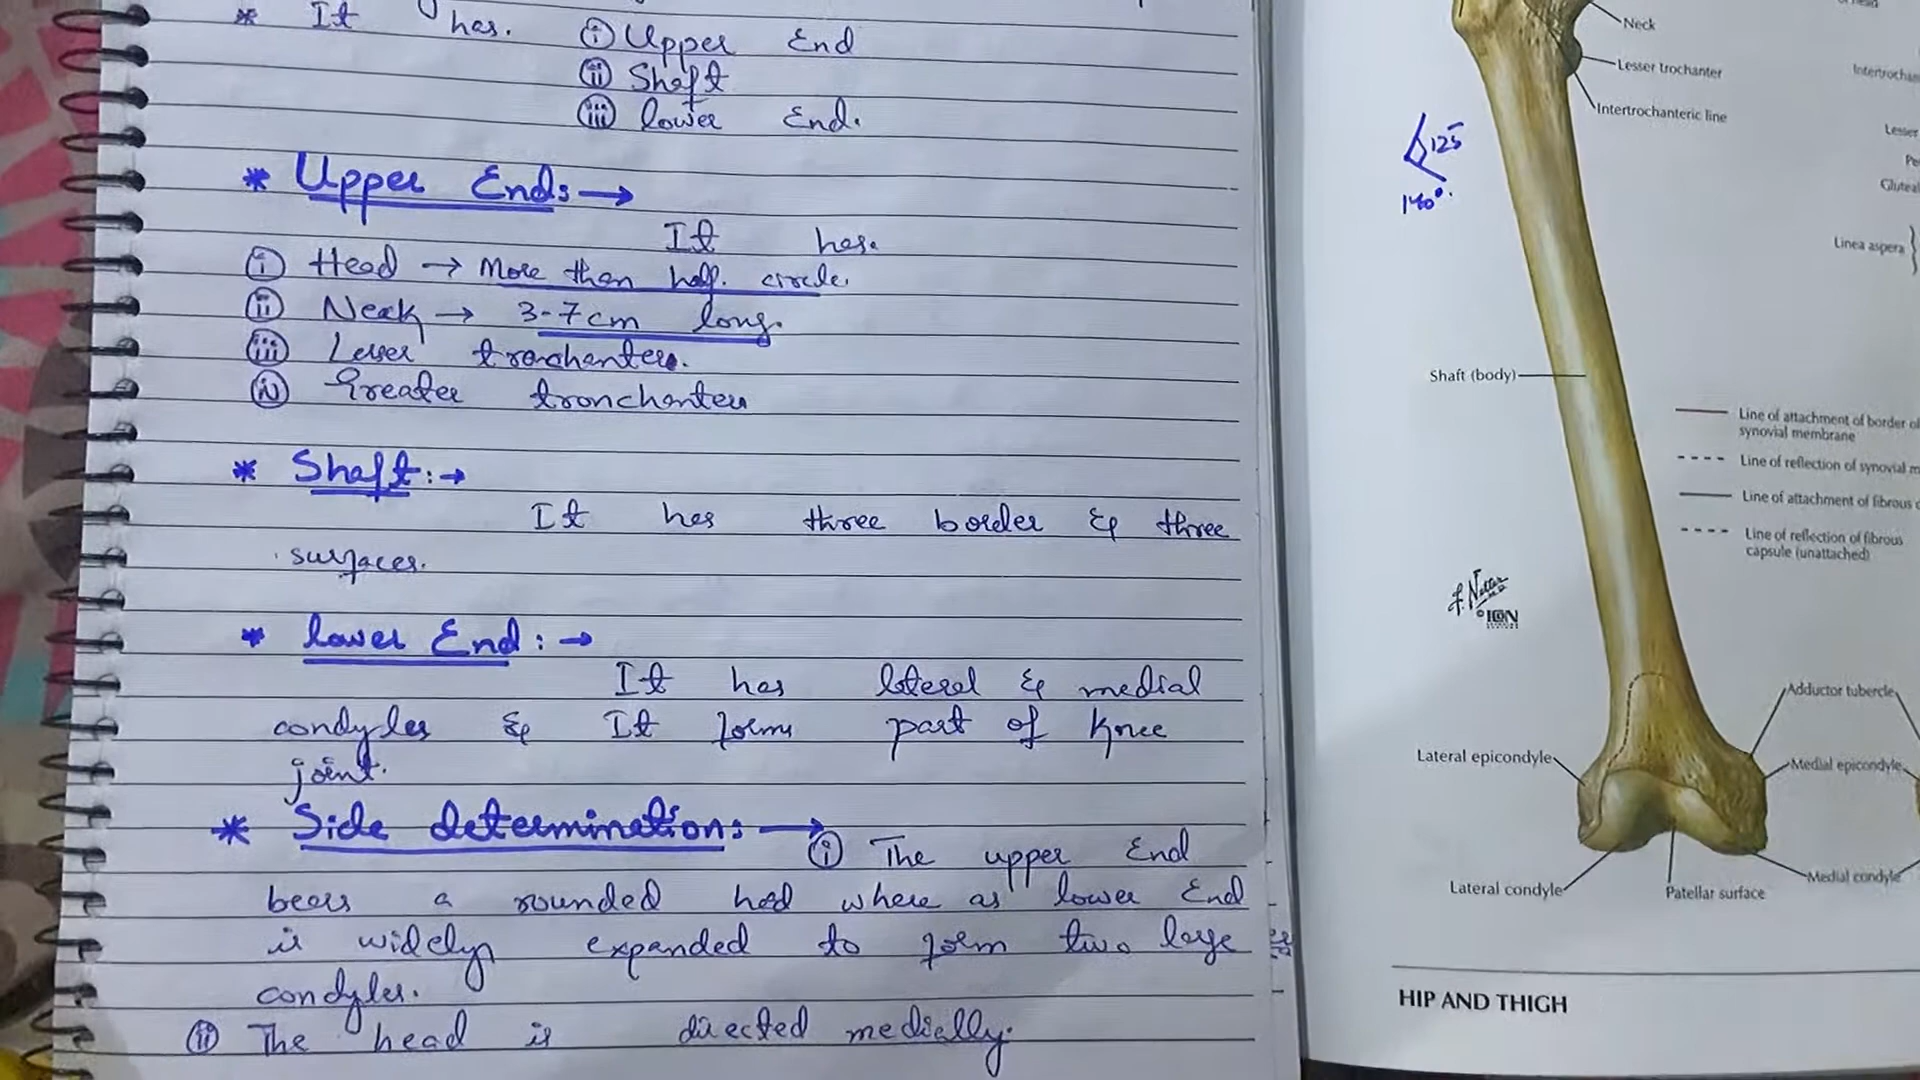 * It has. (i) Upper End
(ii) Shaft
(iii) lower End.
* Upper Ends →
It has.
(i) Head → More than half. circle.
(ii) Neck → 3-7cm long.
(iii) Lesser tronchanter.
(iv) Greater tronchanter
* Shaft: →
It has three border & three
surfaces.
* lower End: →
It has lateral & medial
condyles & It forms part of Knee
joint.
* Side determination: →
(i) The upper End
bears a rounded hed where as lower End
is widely expanded to form two large
condyles.
(ii) The head is directed medially.
Neck
Lesser trochanter
Intertrochanteric line
125
140°.
Lesser
Linea aspera
Shaft (body)
Line of attachment of border of
synovial membrane
Line of reflection of synovial
Line of attachment of fibrous
Line of reflection of fibrous
capsule (unattached)
F. Netter
© ICON
Adductor tubercle
Lateral epicondyle
Medial epicondyle
Lateral condyle
Patellar surface
Medial condyle
HIP AND THIGH